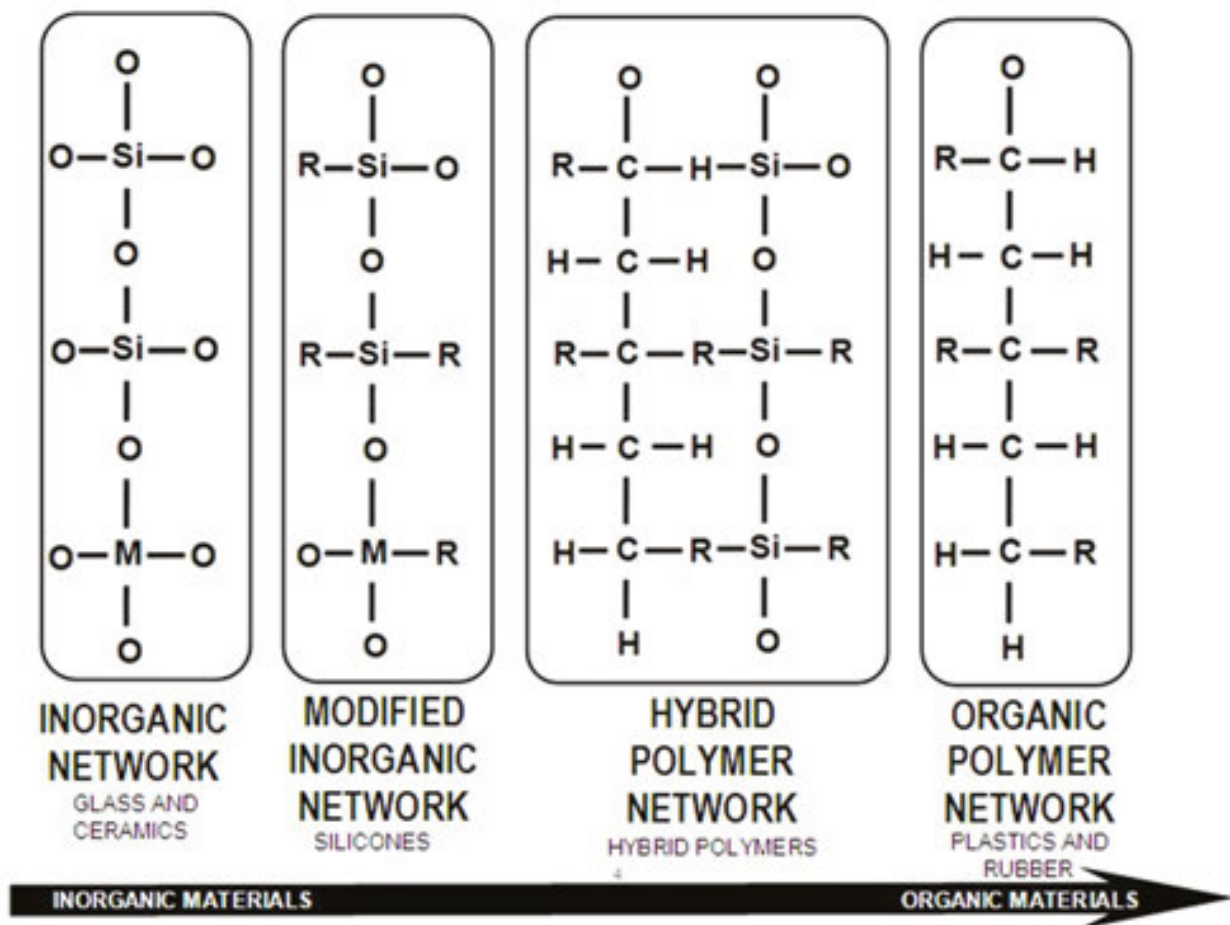 O
O–Si–O
O
O–Si–O
O
O–M–O
O
INORGANIC
NETWORK
GLASS AND
CERAMICS
O
R–Si–O
O
R–Si–R
O
O–M–R
O
MODIFIED
INORGANIC
NETWORK
SILICONES
O O
R–C–H–Si–O
H–C–H O
R–C–R–Si–R
H–C–H O
H–C–R–Si–R
H O
HYBRID
POLYMER
NETWORK
HYBRID POLYMERS
4
O
R–C–H
H–C–H
R–C–R
H–C–H
H–C–R
H
ORGANIC
POLYMER
NETWORK
PLASTICS AND
RUBBER
INORGANIC MATERIALS
ORGANIC MATERIALS